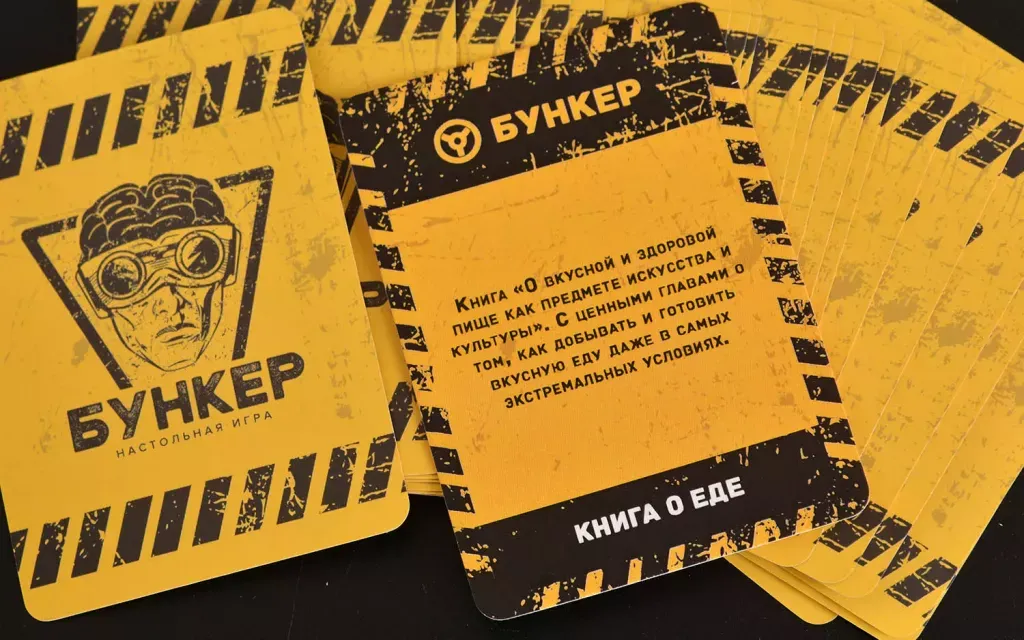 БУНКЕР
НАСТОЛЬНАЯ ИГРА
БУНКЕР
Книга «О вкусной и здоровой
пище как предмете искусства и
культуры». С ценными главами о
том, как добывать и готовить
вкусную еду даже в самых
экстремальных условиях.
КНИГА О ЕДЕ